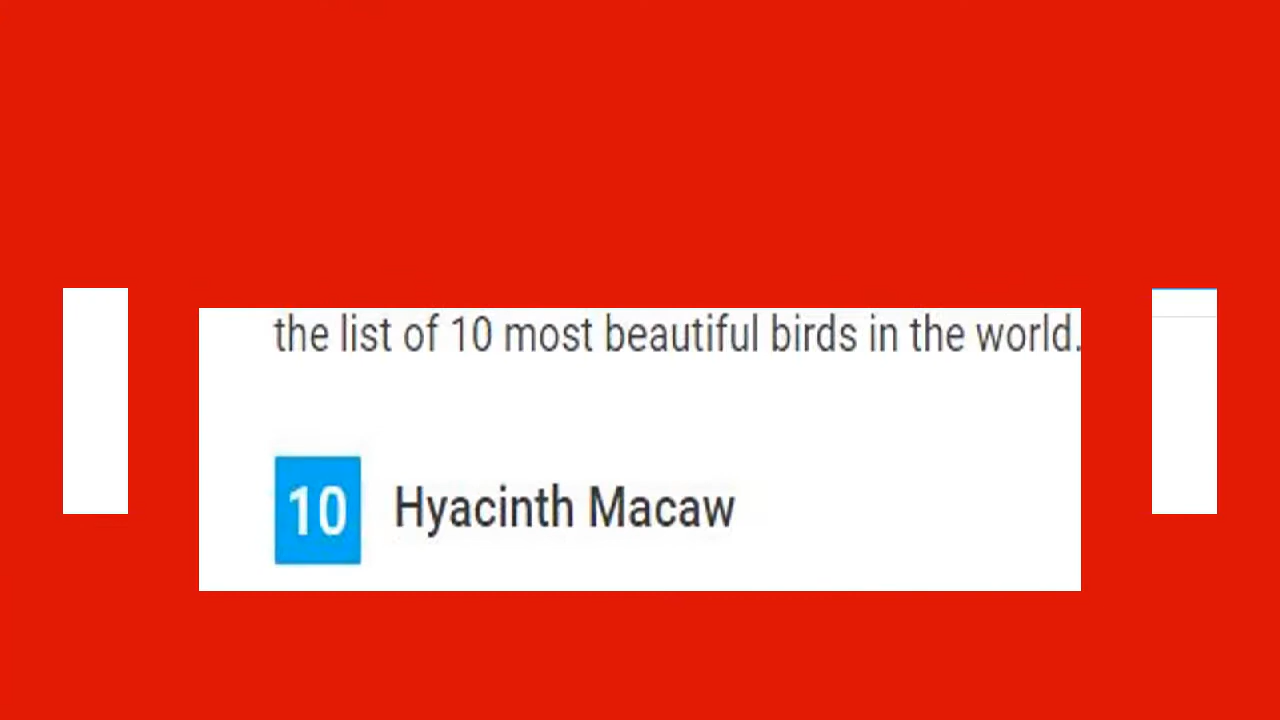 the list of 10 most beautiful birds in the world.
10 Hyacinth Macaw